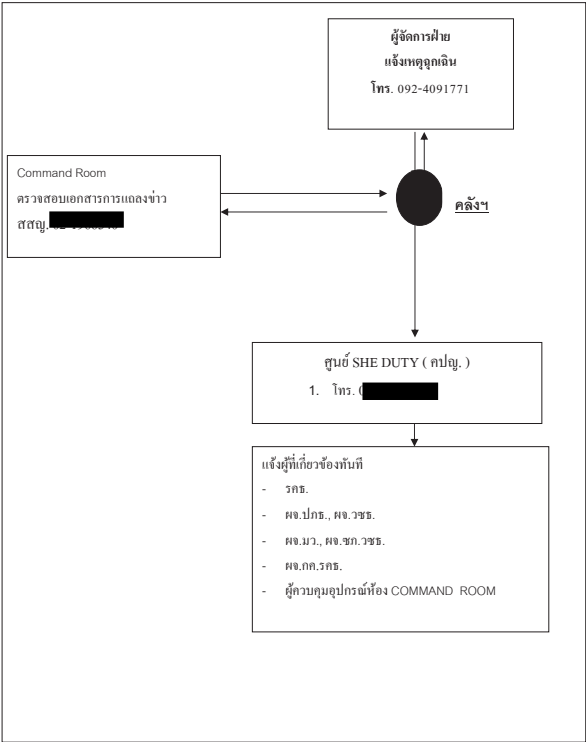 ผู้จัดการฝ่าย
แจ้งเหตุฉุกเฉิน
โทร. 092-4091771
Command Room
ตรวจสอบเอกสารการแถลงข่าว
สสญ.
คลังฯ
ศูนย์ SHE DUTY ( คปญ. )
1. โทร. (
แจ้งผู้ที่เกี่ยวข้องทันที
- รคธ.
- ผจ.ปภธ., ผจ.วชธ.
- ผจ.มว., ผจ.ชภ.วชธ.
- ผจ.กค.รคธ.
- ผู้ควบคุมอุปกรณ์ห้อง COMMAND ROOM